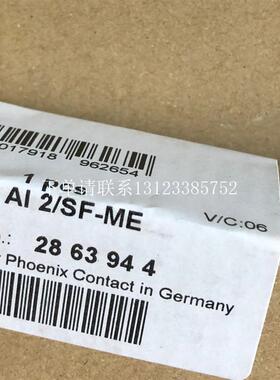 017918 962654
1 Pcs
下单请联系13123385752
AI 2/SF-ME
V/C:06
.: 28 63 94 4
Phoenix Contact in Germany